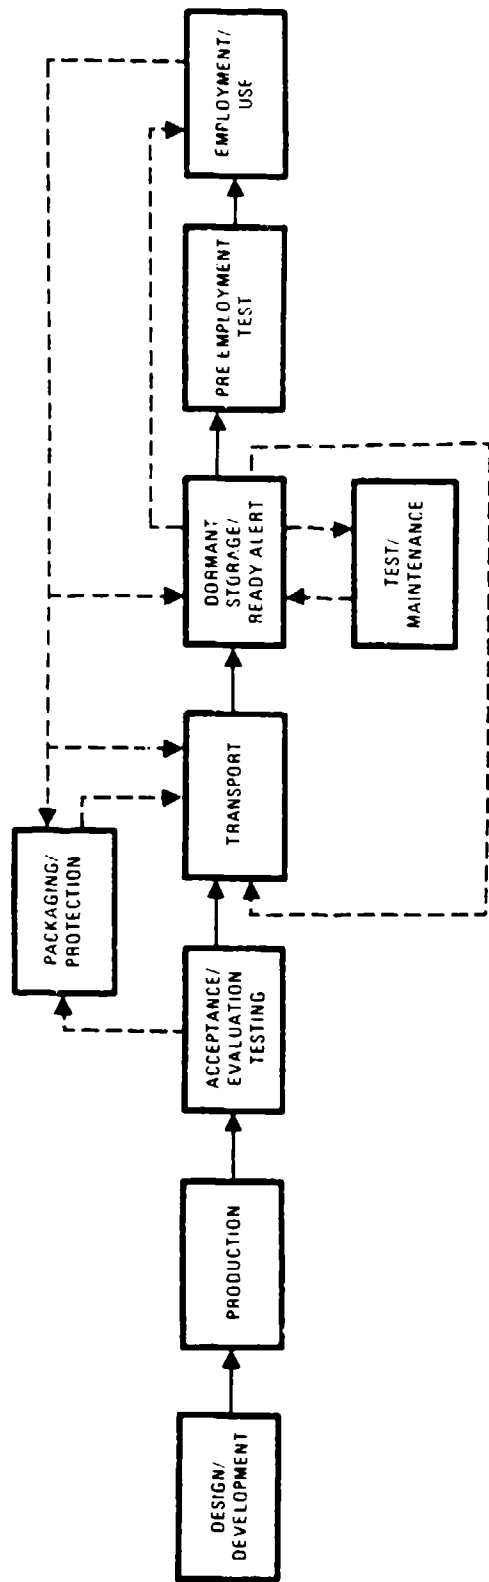 DESIGN/
DEVELOPMENT
PRODUCTION
ACCEPTANCE/
EVALUATION
TESTING
PACKAGING/
PROTECTION
TRANSPORT
DORMANT
STORAGE/
READY ALERT
TEST/
MAINTENANCE
PRE EMPLOYMENT
TEST
EMPLOYMENT/
USE